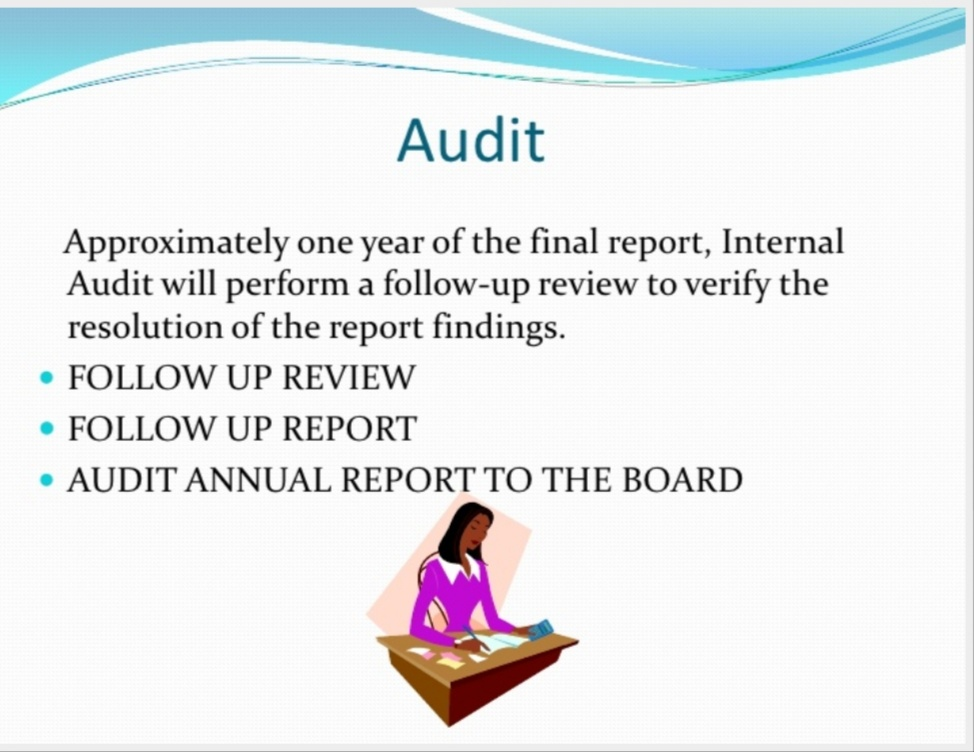 Audit
Approximately one year of the final report, Internal
Audit will perform a follow-up review to verify the
resolution of the report findings.
FOLLOW UP REVIEW
FOLLOW UP REPORT
AUDIT ANNUAL REPORT TO THE BOARD